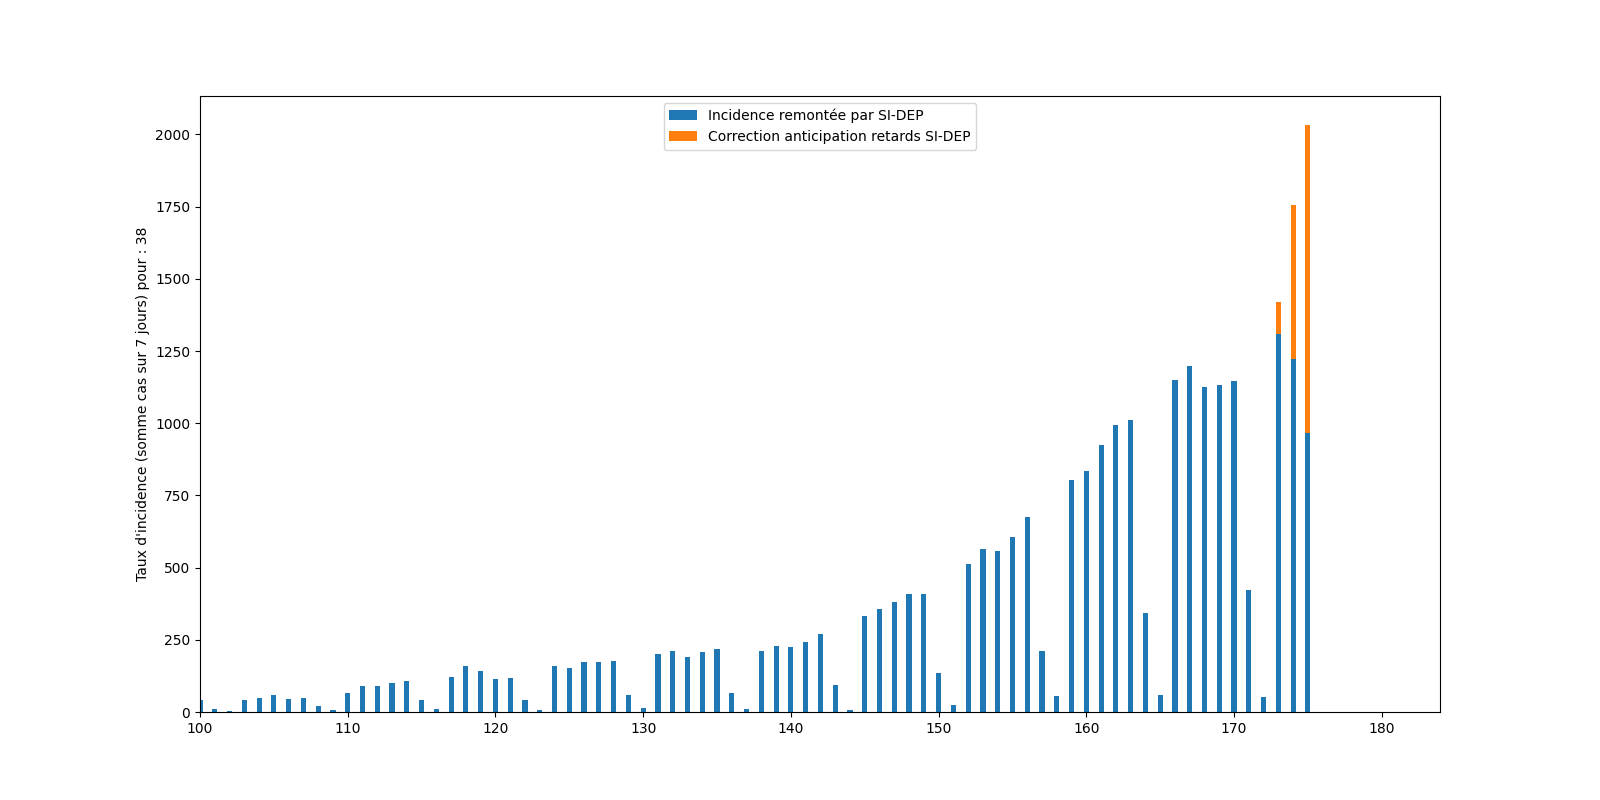 Incidence remontée par SI-DEP
Correction anticipation retards SI-DEP
Taux d'incidence (somme cas sur 7 jours) pour : 38
2000
1750
1500
1250
1000
750
500
250
0
100 110 120 130 140 150 160 170 180